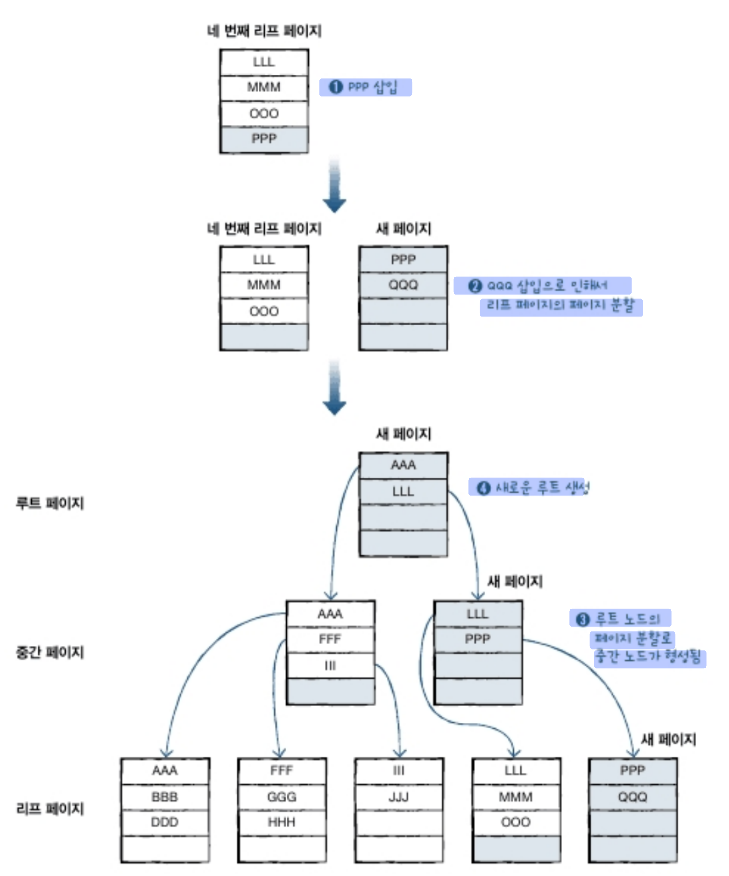 네 번째 리프 페이지
LLL
MMM
OOO
PPP
❶ PPP 삽입
네 번째 리프 페이지
LLL
MMM
OOO
새 페이지
PPP
QQQ
❷ QQQ 삽입으로 인해서
리프 페이지의 페이지 분할
새 페이지
루트 페이지
AAA
LLL
❹ 새로운 루트 생성
중간 페이지
AAA
FFF
III
새 페이지
LLL
PPP
❸ 루트 노드의
페이지 분할로
중간 노드가 형성됨
리프 페이지
AAA
BBB
DDD
FFF
GGG
HHH
III
JJJ
LLL
MMM
OOO
새 페이지
PPP
QQQ